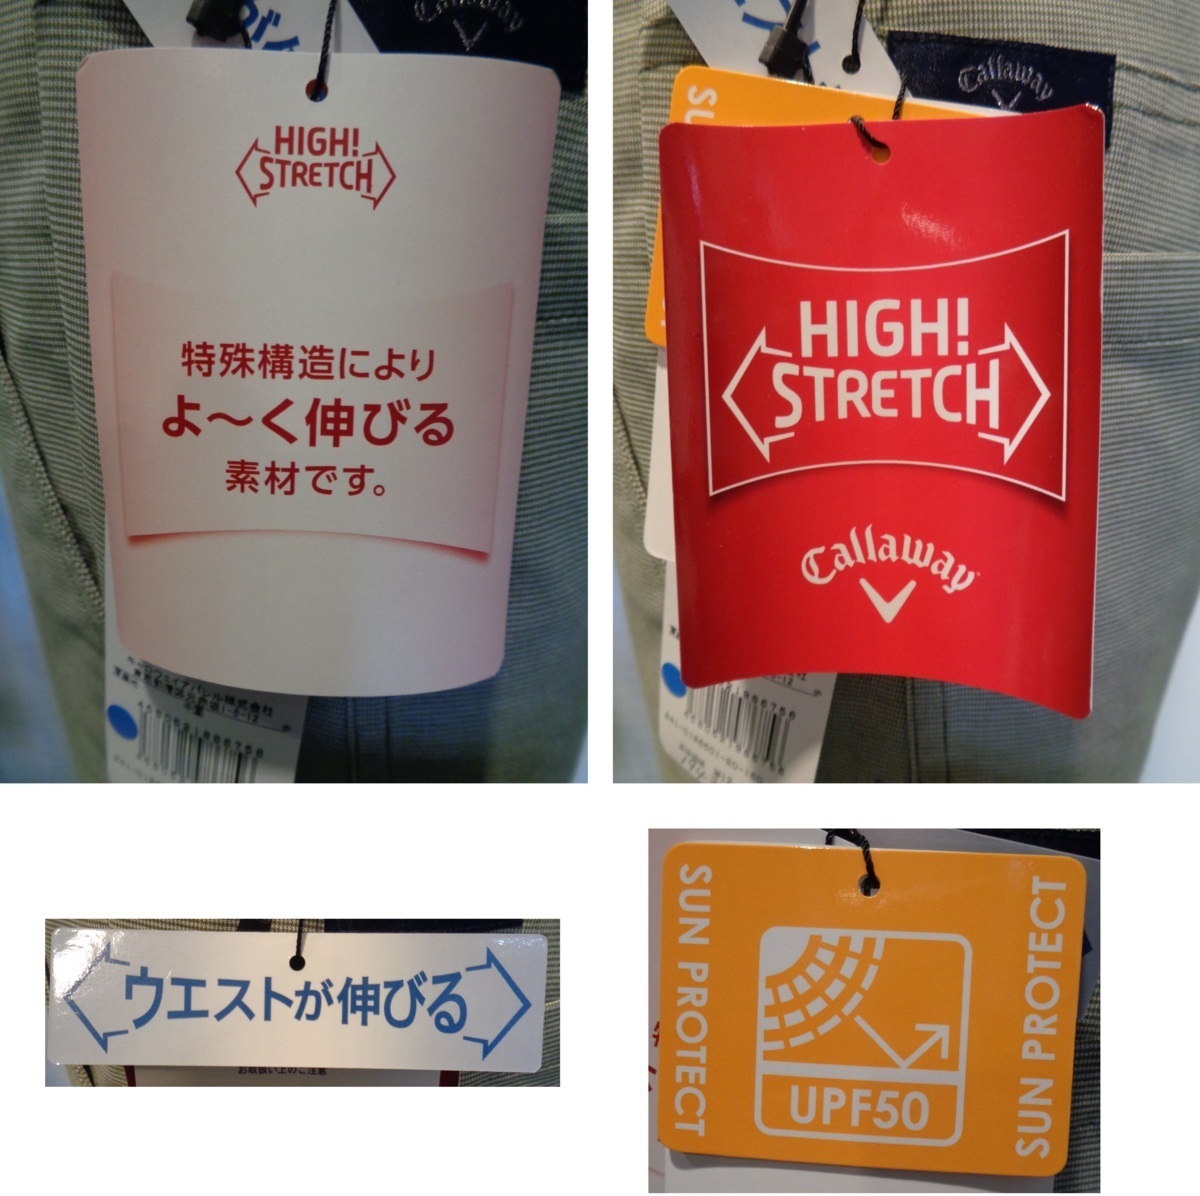 Callaway
HIGH!
STRETCH
特殊構造により
よ～く伸びる
素材です。
Callaway
SU
HIGH!
STRETCH
Callaway
ウエストが伸びる
お取扱い上のご注意
SUN PROTECT
UPF50
SUN PROTECT